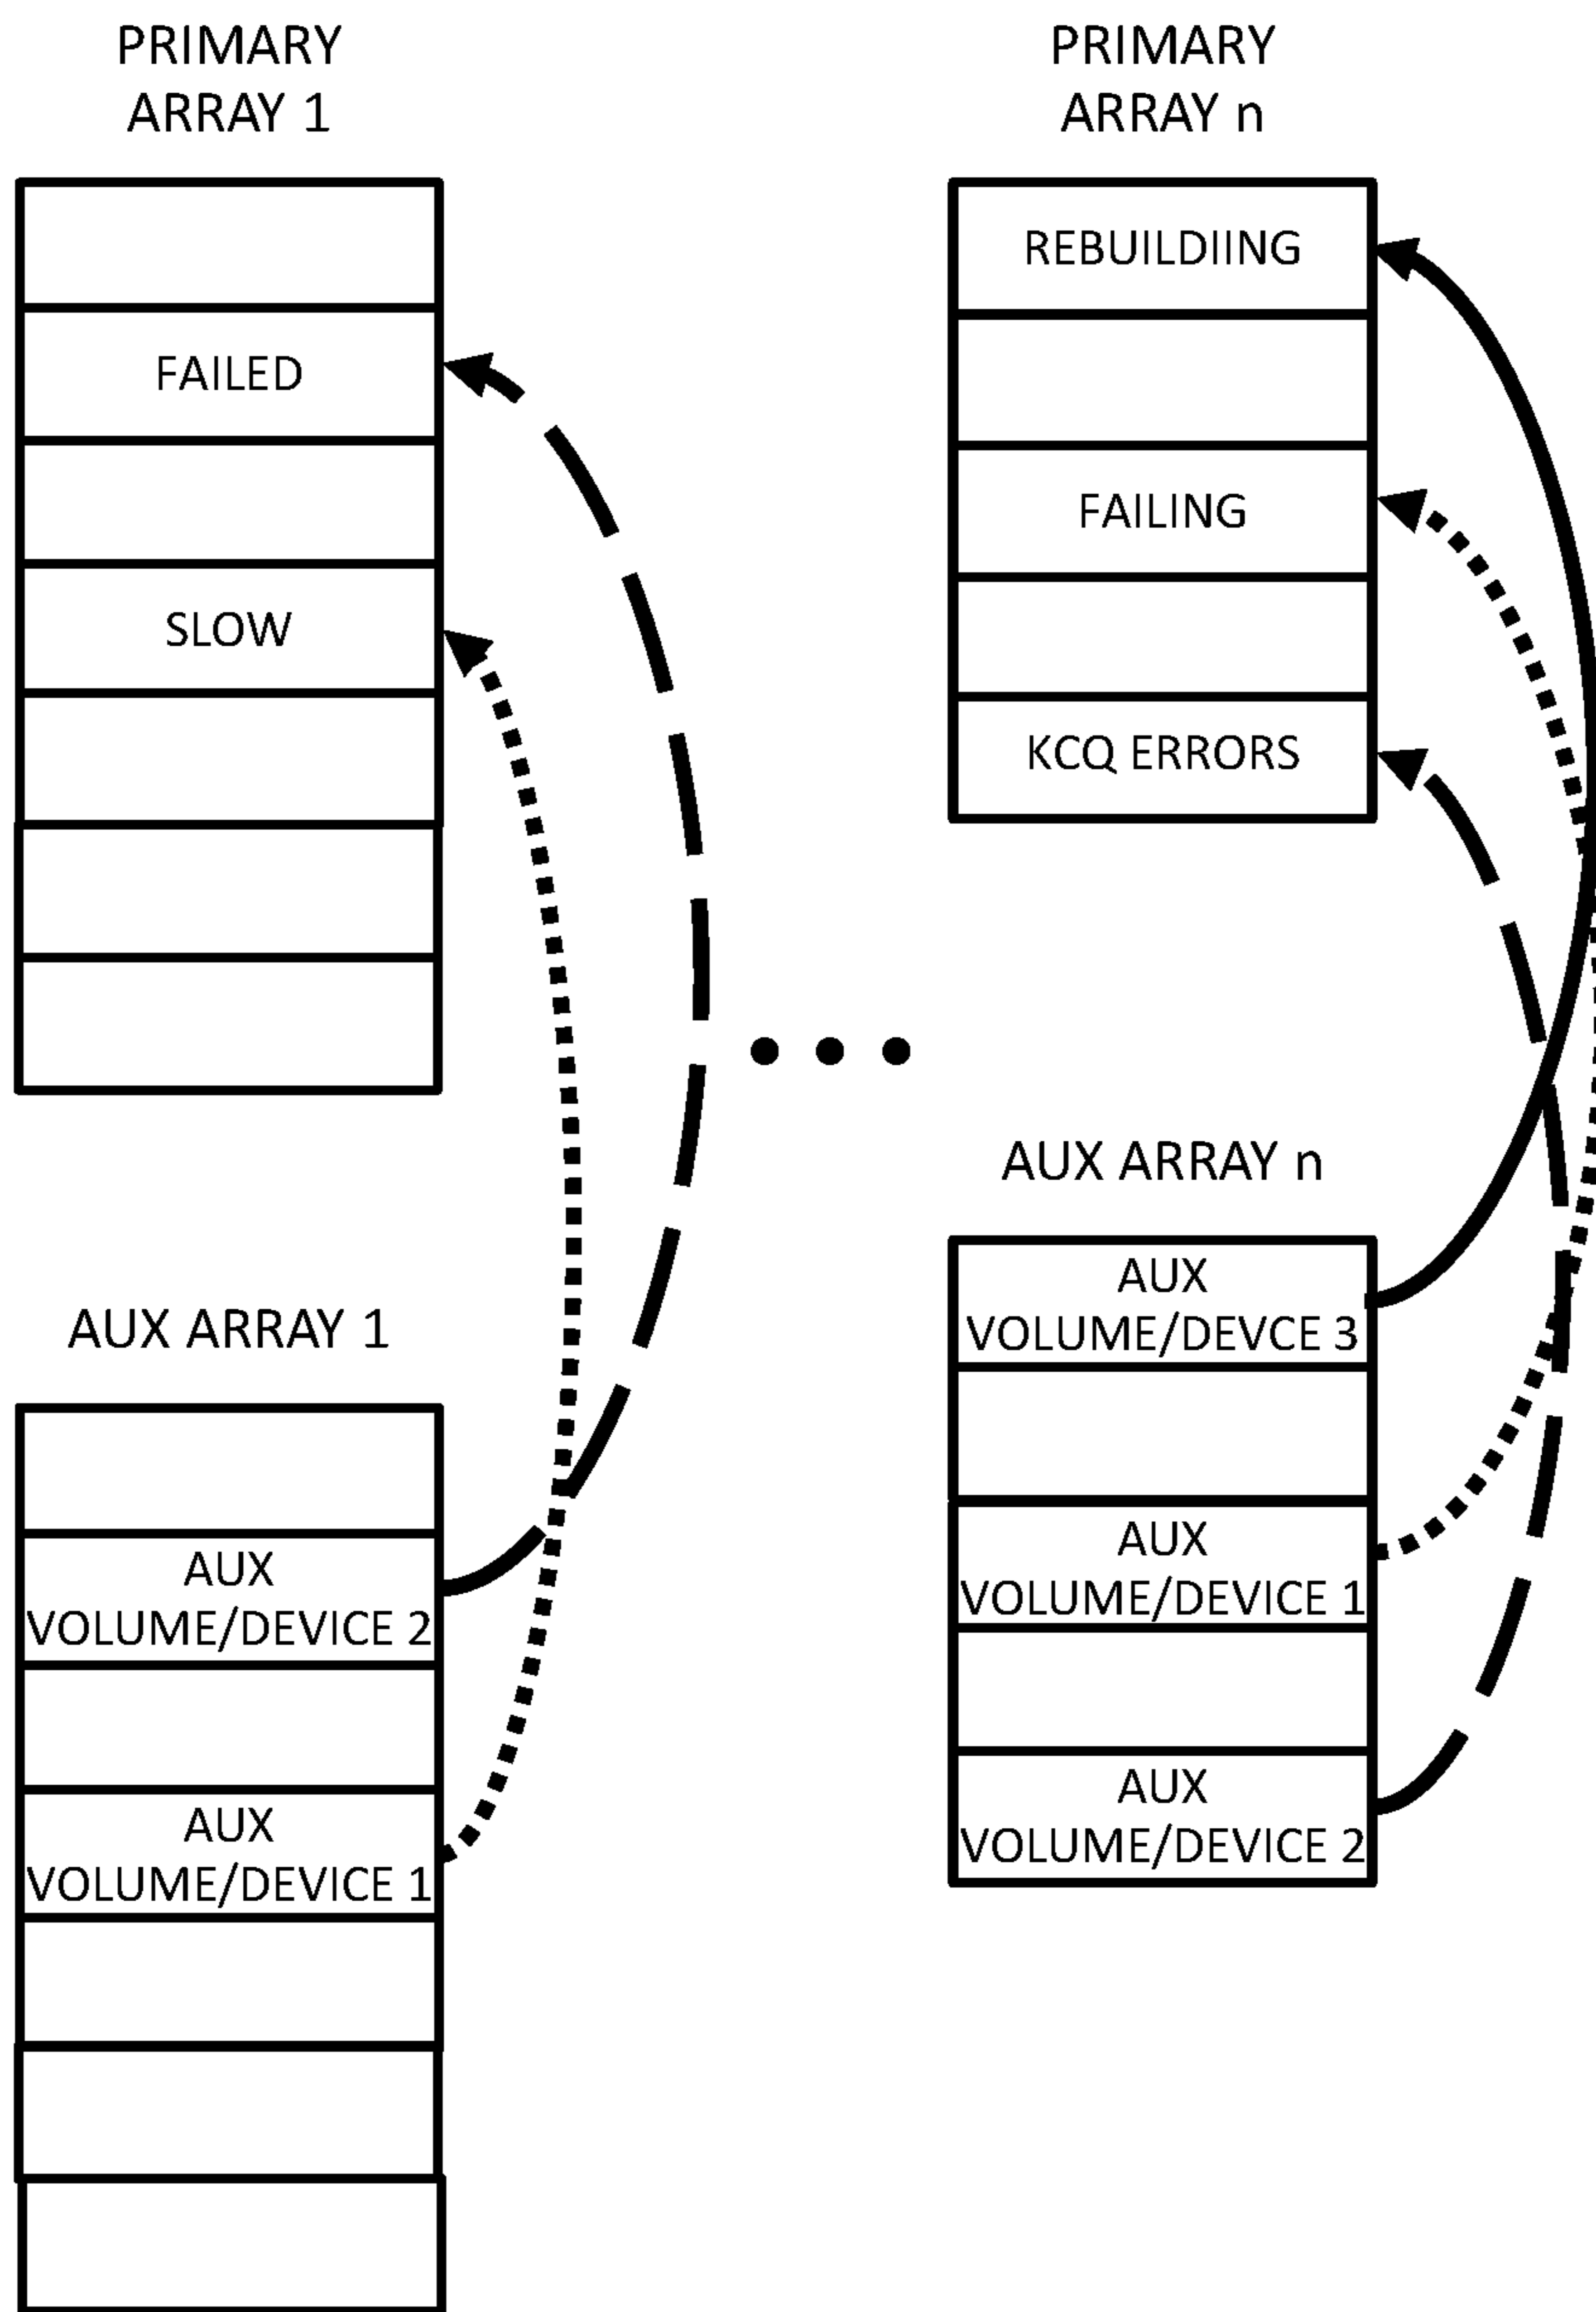 PRIMARY
ARRAY 1
FAILED
SLOW
AUX ARRAY 1
AUX
VOLUME/DEVICE 2
AUX
VOLUME/DEVICE 1
PRIMARY
ARRAY n
REBUILDIING
FAILING
KCQ ERRORS
AUX ARRAY n
AUX
VOLUME/DEVCE 3
AUX
VOLUME/DEVICE 1
AUX
VOLUME/DEVICE 2